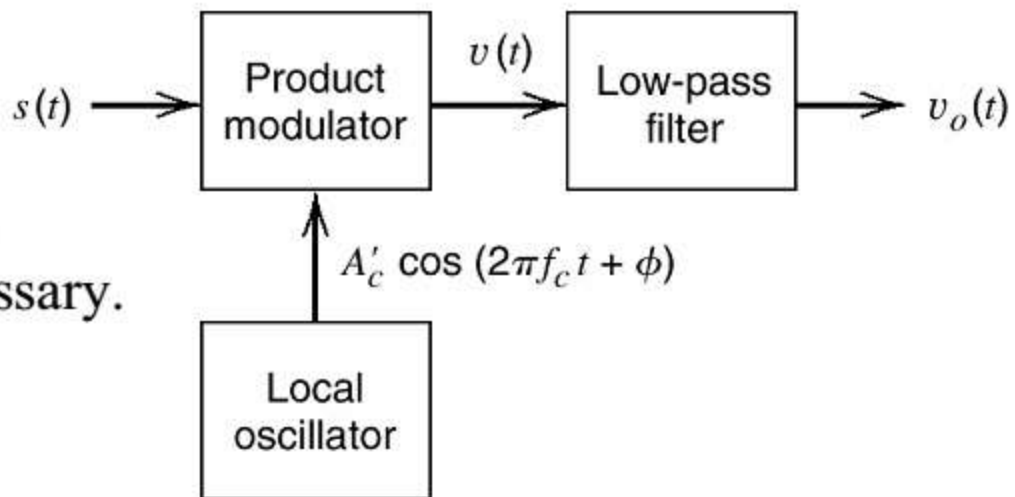 s(t)
Product
modulator
v(t)
Low-pass
filter
v_o(t)
A'_c cos (2πf_c t + ϕ)
ssary.
Local
oscillator